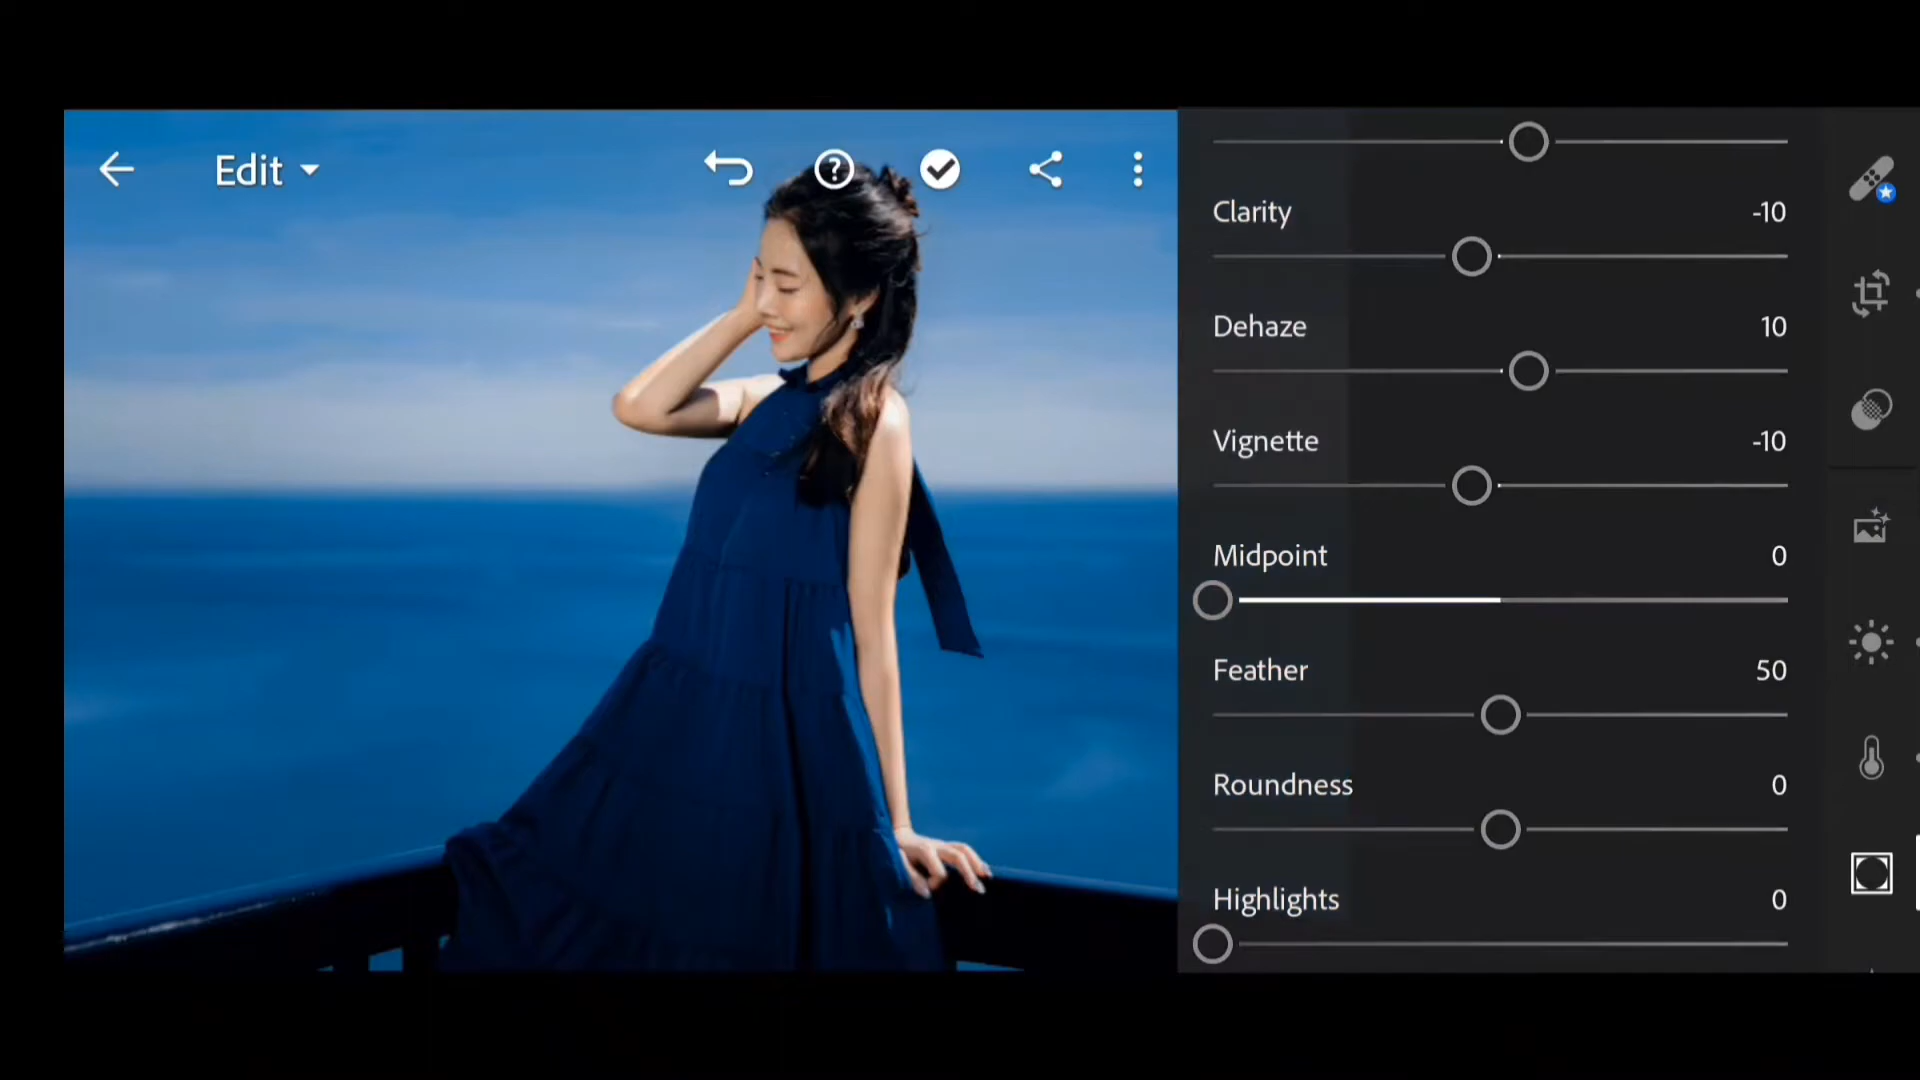 Edit
Clarity -10
Dehaze 10
Vignette -10
Midpoint 0
Feather 50
Roundness 0
Highlights 0